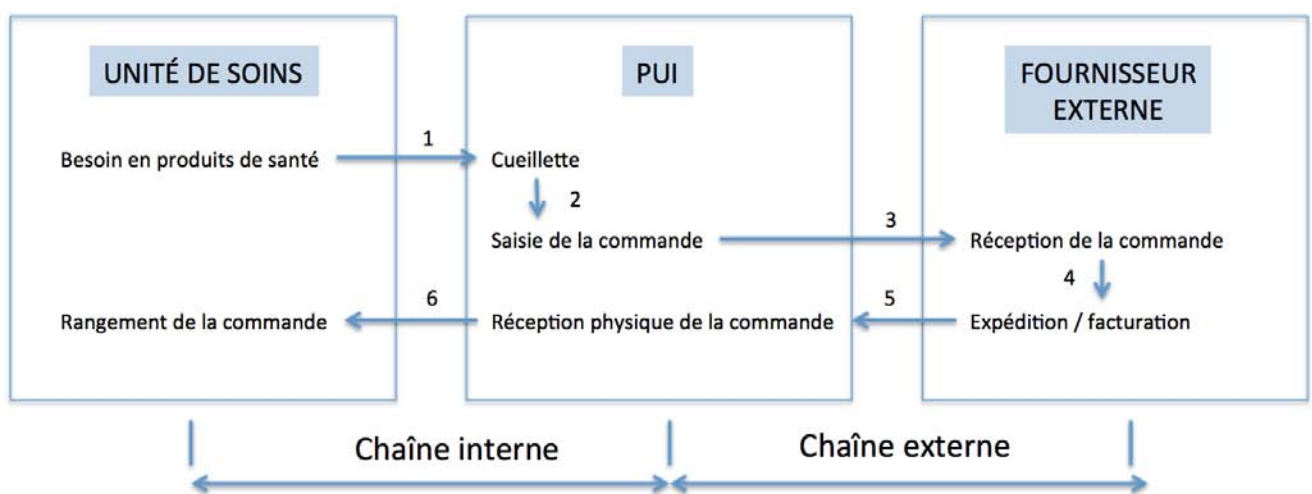 UNITÉ DE SOINS
PUI
FOURNISSEUR
EXTERNE
Besoin en produits de santé
1
Cueillette
2
Saisie de la commande
3
Réception de la commande
4
Rangement de la commande
6
Réception physique de la commande
5
Expédition / facturation
Chaîne interne
Chaîne externe